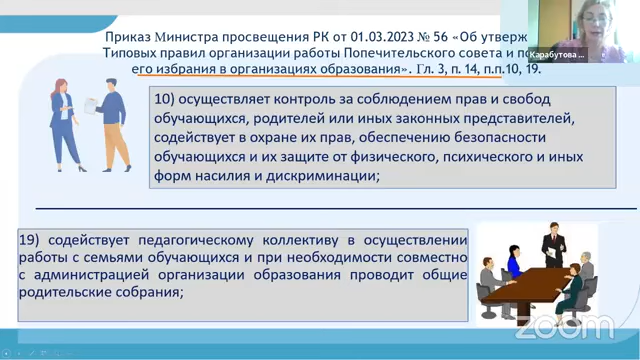 Приказ Министра просвещения РК от 01.03.2023 № 56 «Об утверж
Типовых правил организации работы Попечительского совета и
его избрания в организациях образования». Гл. 3, п. 14, п.п.10, 19.
Карабутова
10) осуществляет контроль за соблюдением прав и свобод
обучающихся, родителей или иных законных представителей,
содействует в охране их прав, обеспечению безопасности
обучающихся и их защите от физического, психического и иных
форм насилия и дискриминации;
19) содействует педагогическому коллективу в осуществлении
работы с семьями обучающихся и при необходимости совместно
с администрацией организации образования проводит общие
родительские собрания;
zoom